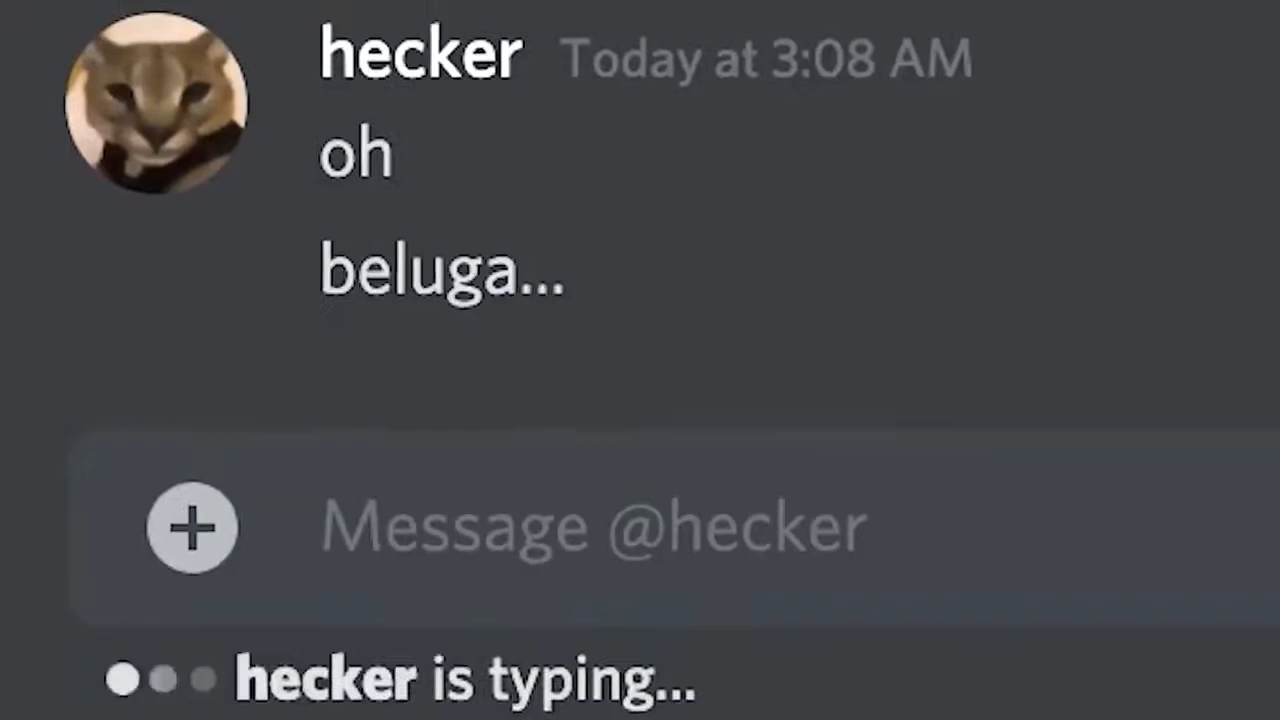 hecker Today at 3:08 AM
oh
beluga...
Message @hecker
hecker is typing...